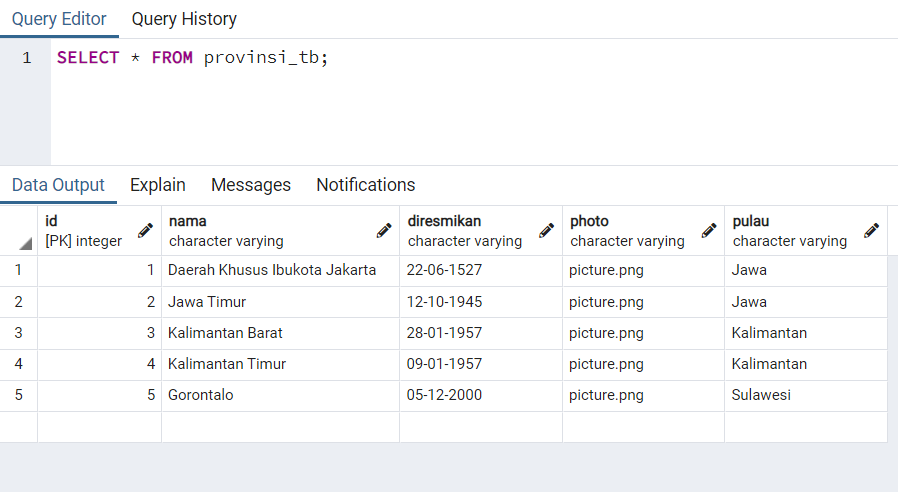 Query Editor Query History
1 SELECT * FROM provinsi_tb;
Data Output Explain Messages Notifications
id nama diresmikan photo pulau
[PK] integer character varying character varying character varying character varying
1 1 Daerah Khusus Ibukota Jakarta 22-06-1527 picture.png Jawa
2 2 Jawa Timur 12-10-1945 picture.png Jawa
3 3 Kalimantan Barat 28-01-1957 picture.png Kalimantan
4 4 Kalimantan Timur 09-01-1957 picture.png Kalimantan
5 5 Gorontalo 05-12-2000 picture.png Sulawesi